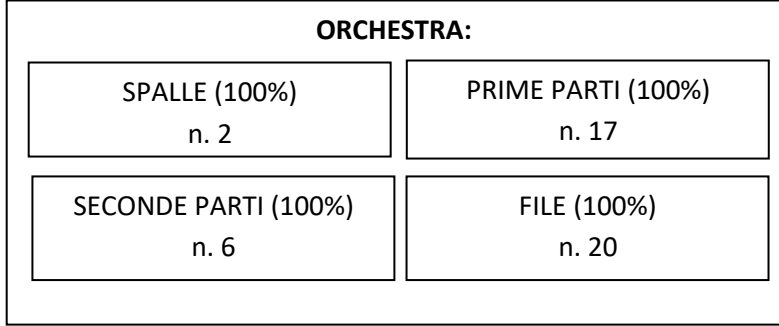 ORCHESTRA:
SPALLE (100%)
n. 2
PRIME PARTI (100%)
n. 17
SECONDE PARTI (100%)
n. 6
FILE (100%)
n. 20